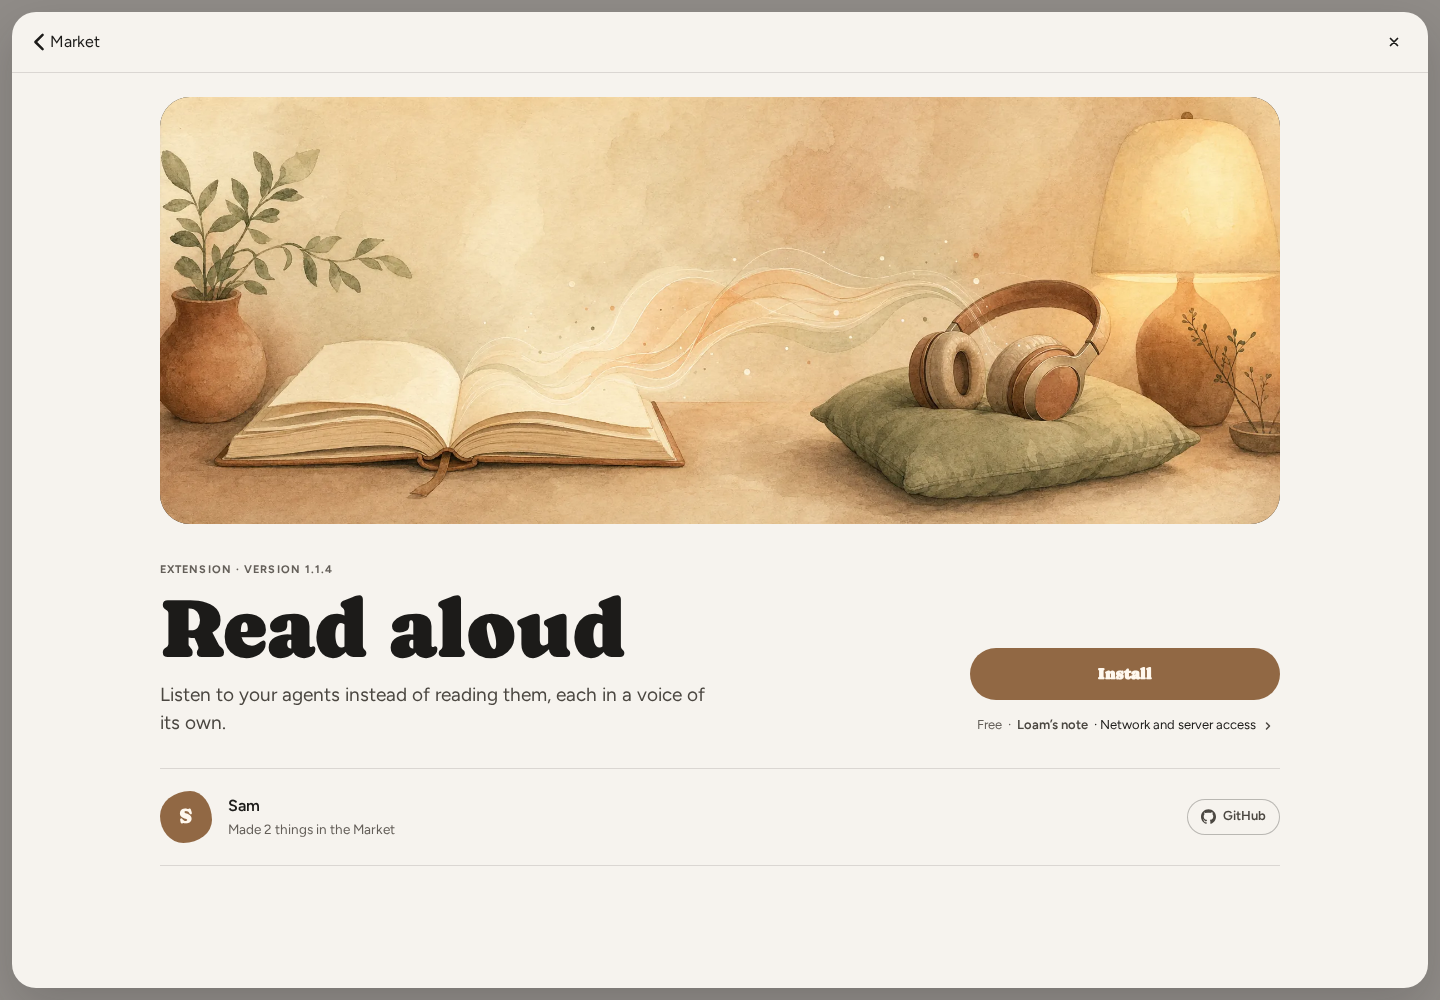 Market
EXTENSION · VERSION 1.1.4
Read aloud
Listen to your agents instead of reading them, each in a voice of
its own.
Install
Free · Loam’s note · Network and server access
S
Sam
Made 2 things in the Market
GitHub